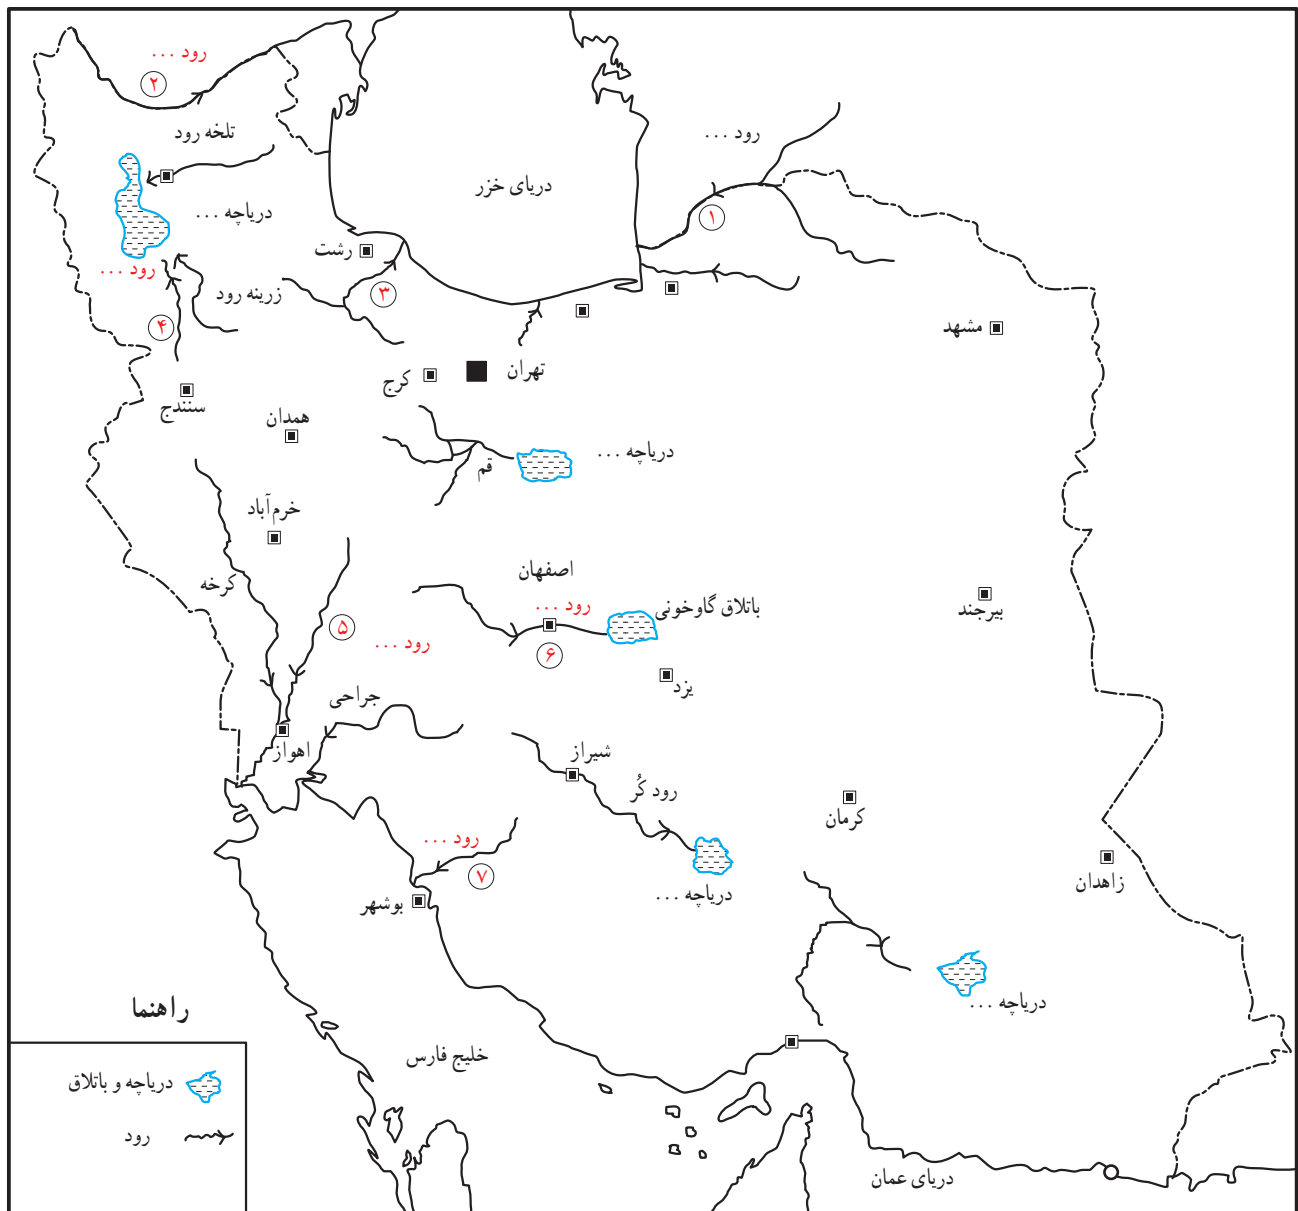 رود ...
۲
تلخه رود
رود ...
دریای خزر
۱
دریاچه ...
رشت
رود ...
زرینه رود
۳
۴
مشهد
تهران
کرج
سنندج
همدان
دریاچه ...
قم
خرم‌آباد
اصفهان
کرخه
رود ...
باتلاق گاوخونی
بیرجند
۵
رود ...
۶
یزد
جراحی
اهواز
شیراز
رود کُر
کرمان
رود ...
۷
زاهدان
دریاچه ...
بوشهر
دریاچه ...
راهنما
خلیج فارس
دریاچه و باتلاق
رود
دریای عمان